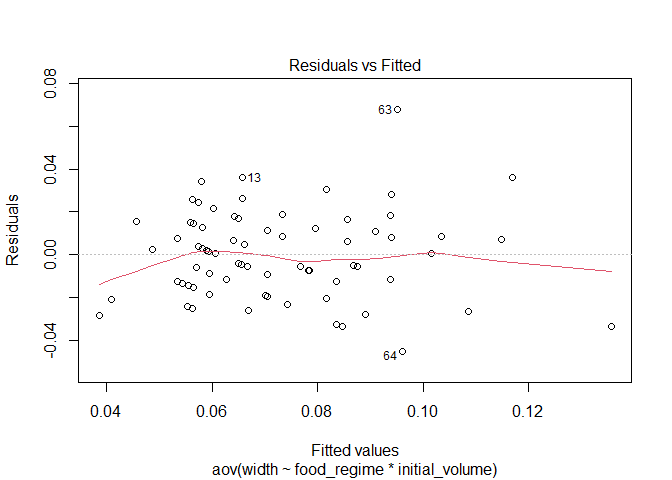 Residuals vs Fitted
0.08
0.04
0.00
-0.04
Residuals
63
13
64
0.04 0.06 0.08 0.10 0.12
Fitted values
aov(width ~ food_regime * initial_volume)